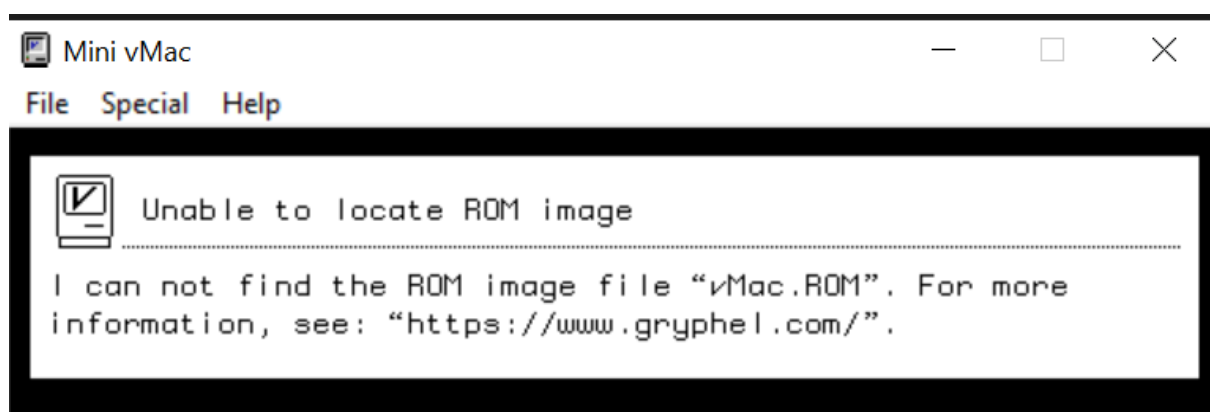 Mini vMac
File Special Help
Unable to locate ROM image
I can not find the ROM image file “vMac.ROM”. For more
information, see: “https://www.gryphel.com/”.